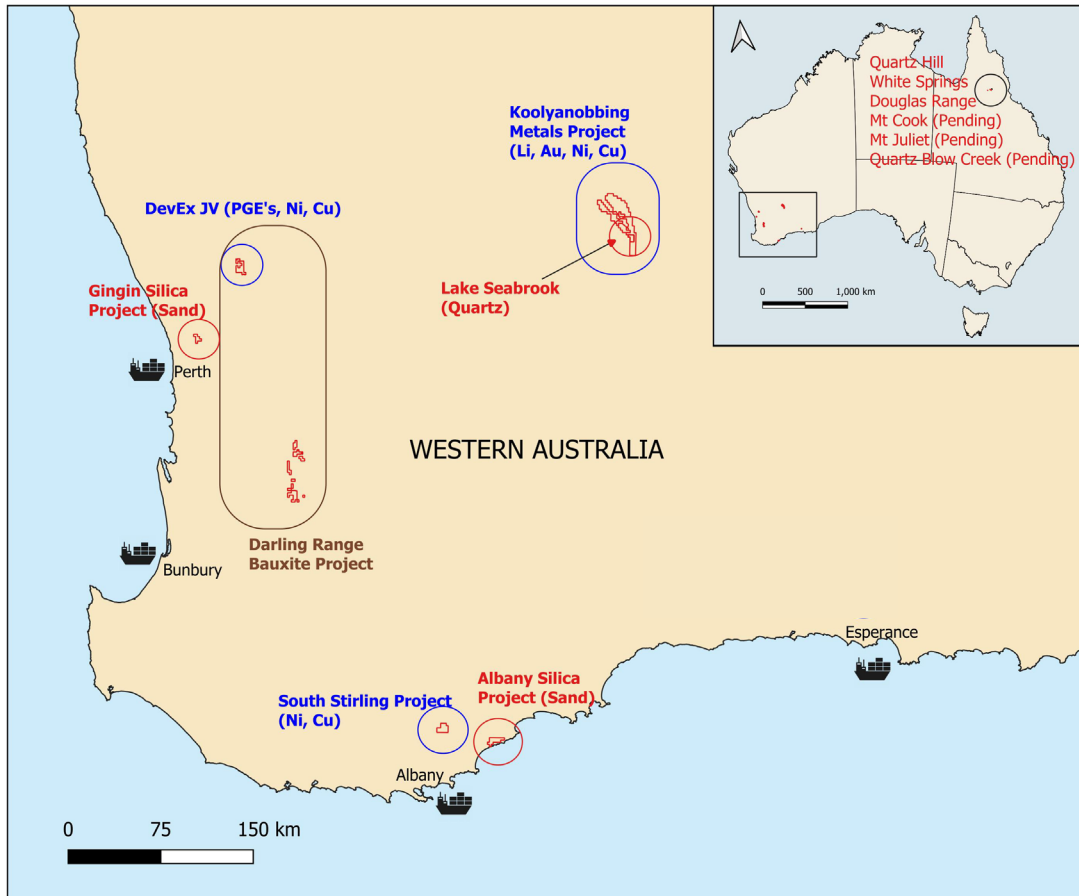 Koolyanobbing
Metals Project
(Li, Au, Ni, Cu)
DevEx JV (PGE's, Ni, Cu)
Gingin Silica
Project (Sand)
Lake Seabrook
(Quartz)
Perth
WESTERN AUSTRALIA
Darling Range
Bauxite Project
Bunbury
Esperance
South Stirling Project
(Ni, Cu)
Albany Silica
Project (Sand)
Albany
0 75 150 km
Quartz Hill
White Springs
Douglas Range
Mt Cook (Pending)
Mt Juliet (Pending)
Quartz Blow Creek (Pending)
0 500 1,000 km